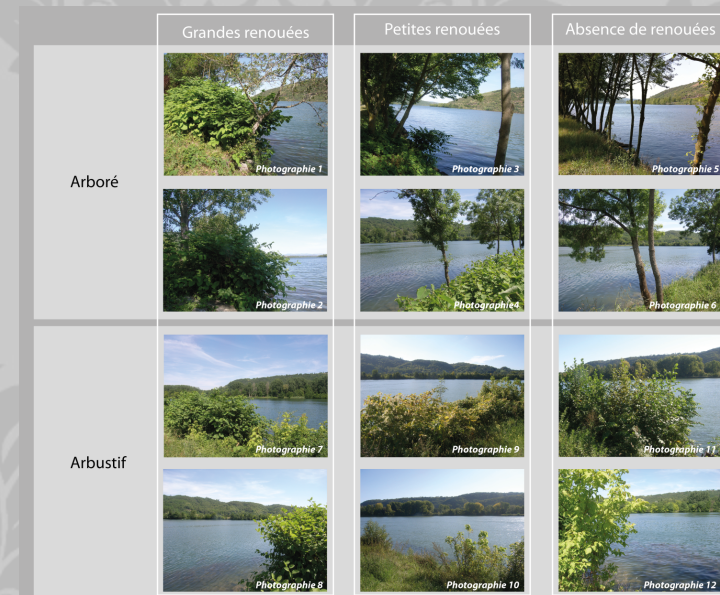 Grandes renouées
Petites renouées
Absence de renouées
Arboré
Photographie 1
Photographie 3
Photographie 5
Photographie 2
Photographie4
Photographie 6
Arbustif
Photographie 7
Photographie 9
Photographie 11
Photographie 8
Photographie 10
Photographie 12